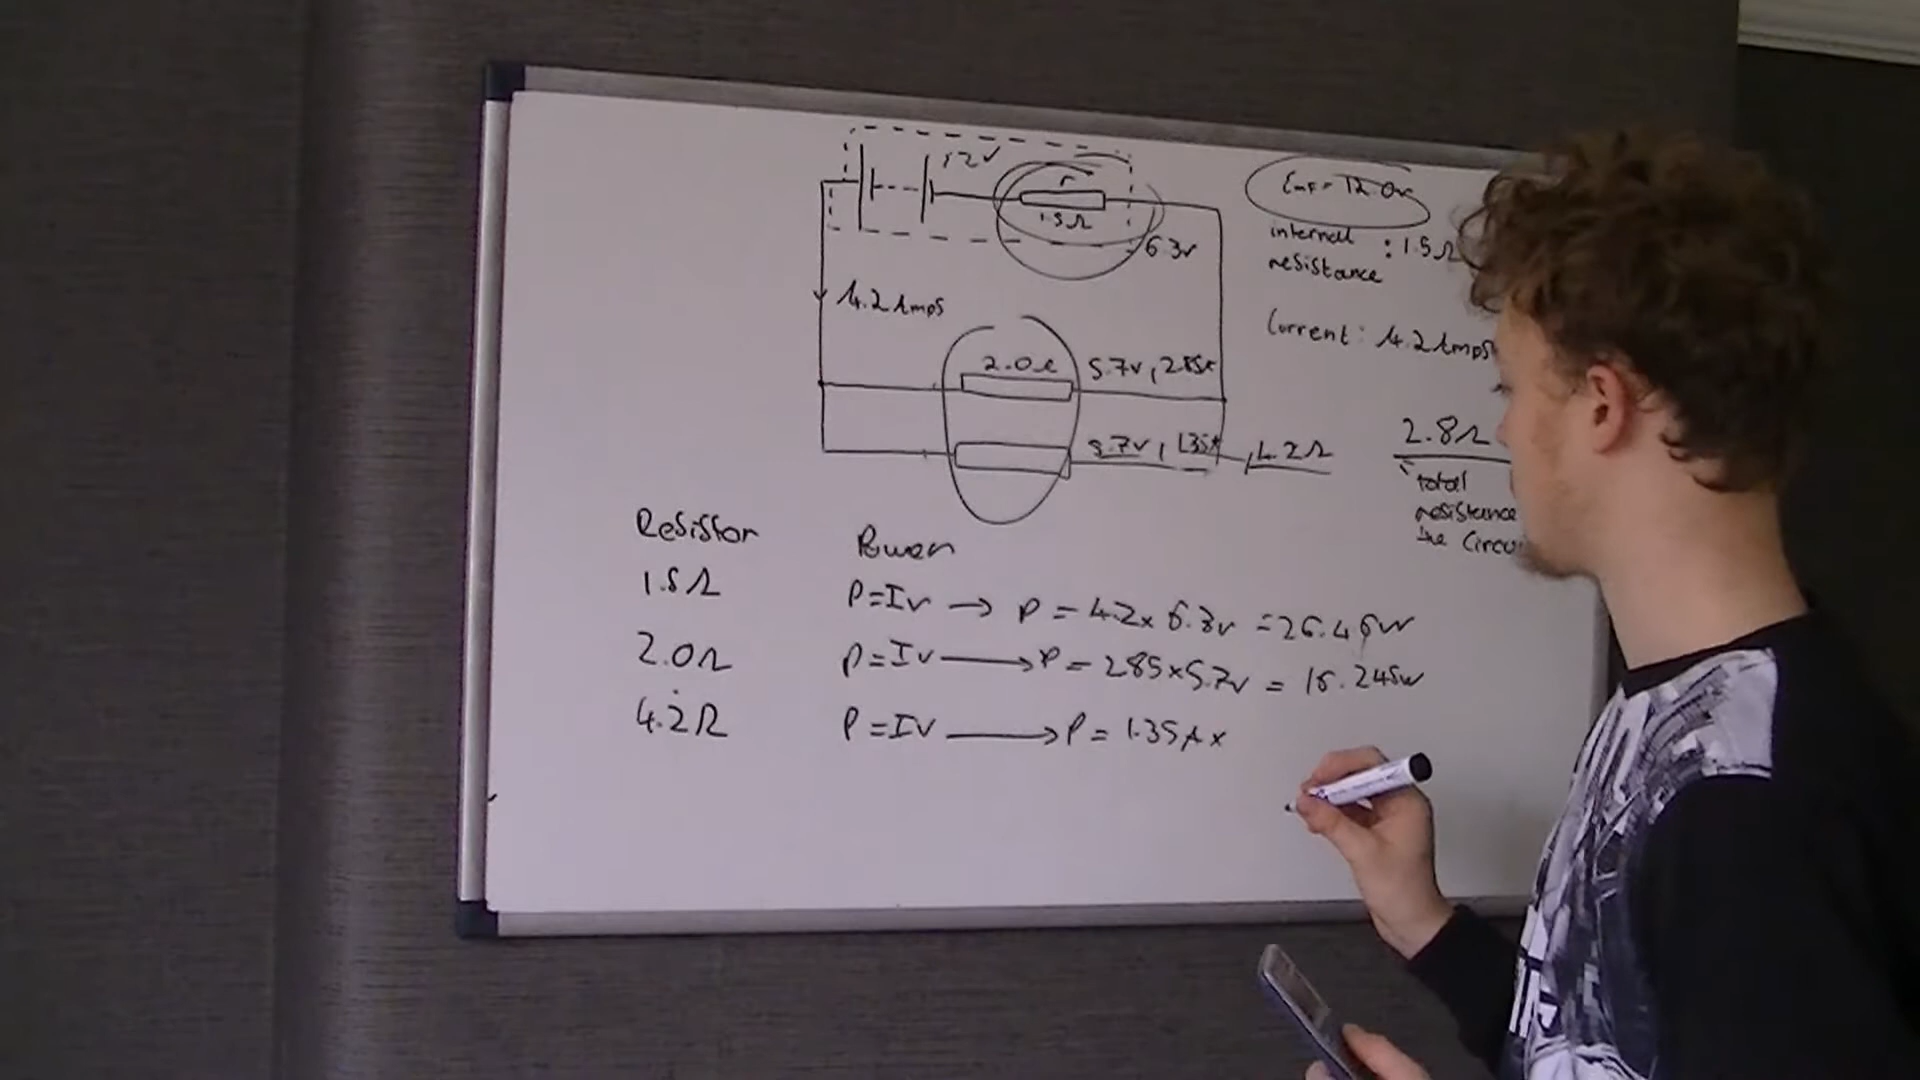 12V
r
1.5Ω
6.3v
4.2 Amps
2.0Ω
5.7v, 2.85A
5.7v, 1.35A
4.2Ω
Emf = 12.0v
internal
resistance : 1.5Ω
Current: 4.2 Amps
2.8Ω
total
resistance
the Circu
Resistor Power
1.5Ω P=Iv → P = 4.2 x 6.3v = 26.46w
2.0Ω P=Iv → P = 2.85 x 5.7v = 16.245w
4.2Ω P=Iv → P = 1.35A x